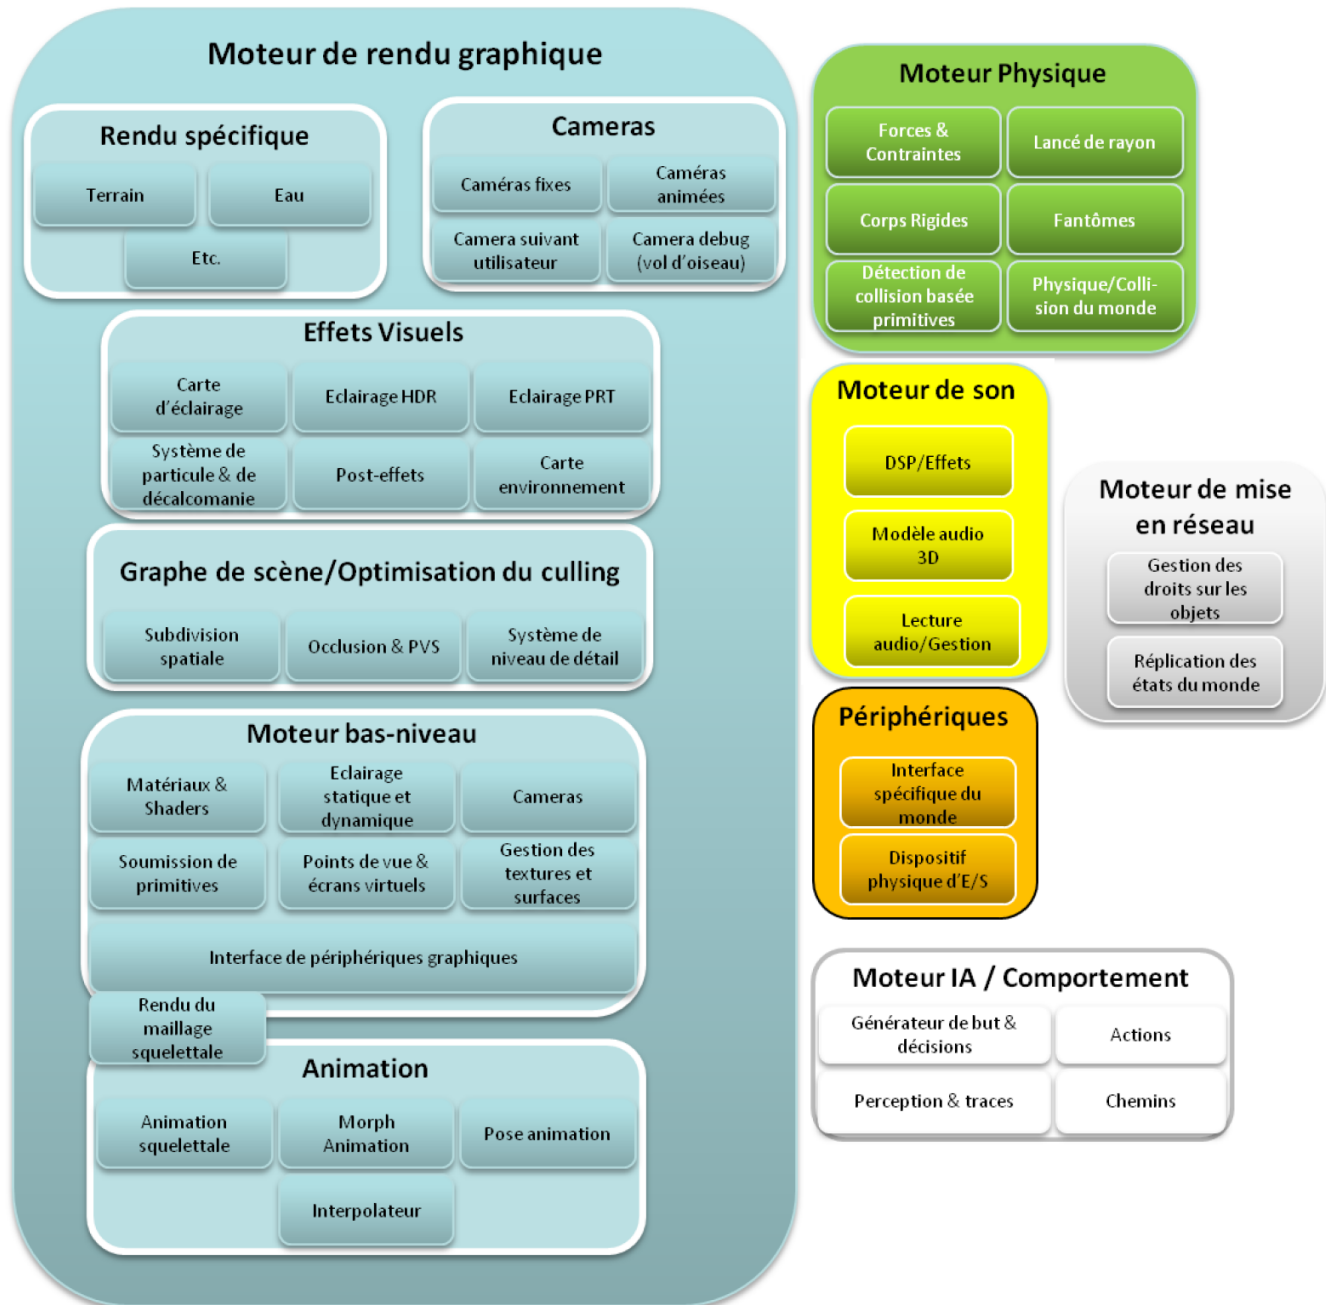 Moteur de rendu graphique
Rendu spécifique
Terrain
Eau
Etc.
Cameras
Caméras fixes
Caméras
animées
Camera suivant
utilisateur
Camera debug
(vol d'oiseau)
Effets Visuels
Carte
d'éclairage
Eclairage HDR
Eclairage PRT
Système de
particule & de
décalcomanie
Post-effets
Carte
environnement
Graphe de scène/Optimisation du culling
Subdivision
spatiale
Occlusion & PVS
Système de
niveau de détail
Moteur bas-niveau
Matériaux &
Shaders
Eclairage
statique et
dynamique
Cameras
Soumission de
primitives
Points de vue &
écrans virtuels
Gestion des
textures et
surfaces
Interface de périphériques graphiques
Rendu du
maillage
squelettale
Animation
Animation
squelettale
Morph
Animation
Pose animation
Interpolateur
Moteur Physique
Forces &
Contraintes
Lancé de rayon
Corps Rigides
Fantômes
Détection de
collision basée
primitives
Physique/Colli-
sion du monde
Moteur de son
DSP/Effets
Modèle audio
3D
Lecture
audio/Gestion
Moteur de mise
en réseau
Gestion des
droits sur les
objets
Réplication des
états du monde
Périphériques
Interface
spécifique du
monde
Dispositif
physique d'E/S
Moteur IA / Comportement
Générateur de but &
décisions
Actions
Perception & traces
Chemins